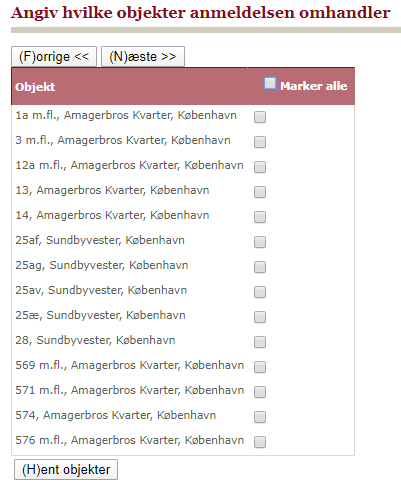 Angiv hvilke objekter anmeldelsen omhandler
(F)orrige << (N)æste >>
Objekt Marker alle
1a m.fl., Amagerbros Kvarter, København
3 m.fl., Amagerbros Kvarter, København
12a m.fl., Amagerbros Kvarter, København
13, Amagerbros Kvarter, København
14, Amagerbros Kvarter, København
25af, Sundbyvester, København
25ag, Sundbyvester, København
25av, Sundbyvester, København
25æ, Sundbyvester, København
28, Sundbyvester, København
569 m.fl., Amagerbros Kvarter, København
571 m.fl., Amagerbros Kvarter, København
574, Amagerbros Kvarter, København
576 m.fl., Amagerbros Kvarter, København
(H)ent objekter